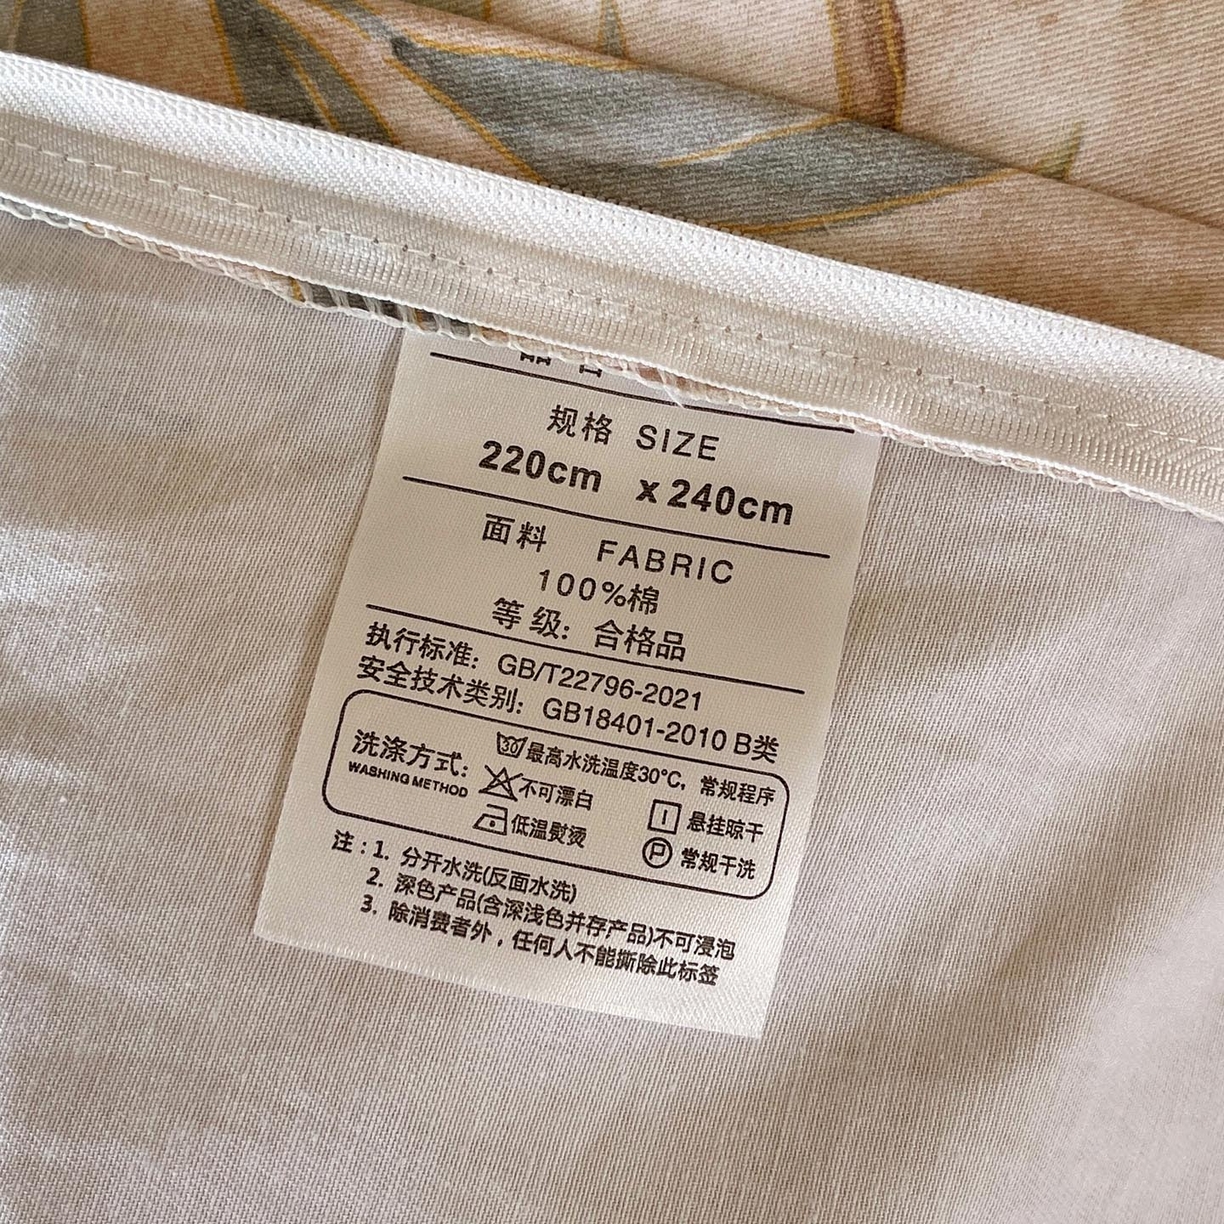 规格 SIZE
220cm x 240cm
面料 FABRIC
100%棉
等级: 合格品
执行标准: GB/T22796-2021
安全技术类别: GB18401-2010 B类
洗涤方式:
WASHING METHOD
30 最高水洗温度30°C, 常规程序
不可漂白
悬挂晾干
低温熨烫
P 常规干洗
注:1. 分开水洗(反面水洗)
2. 深色产品(含深浅色并存产品)不可浸泡
3. 除消费者外,任何人不能撕除此标签